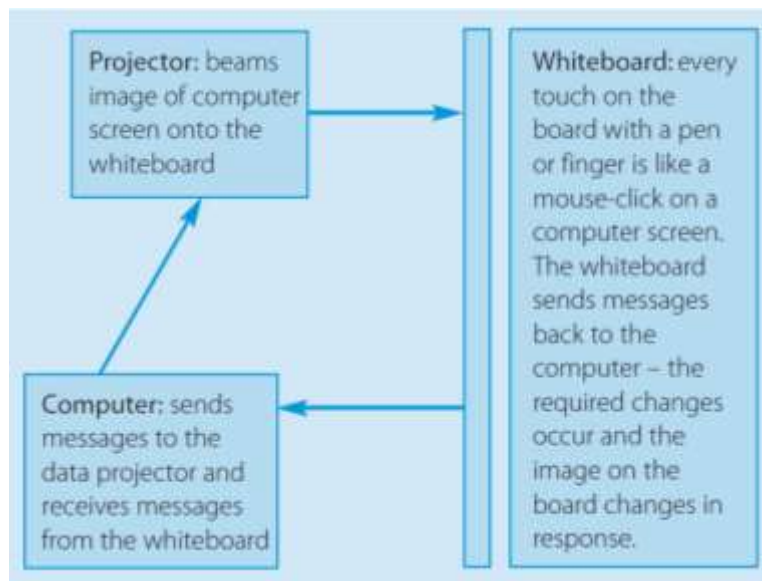 Projector: beams
image of computer
screen onto the
whiteboard
Whiteboard: every
touch on the
board with a pen
or finger is like a
mouse-click on a
computer screen.
The whiteboard
sends messages
back to the
computer – the
required changes
occur and the
image on the
board changes in
response.
Computer: sends
messages to the
data projector and
receives messages
from the whiteboard